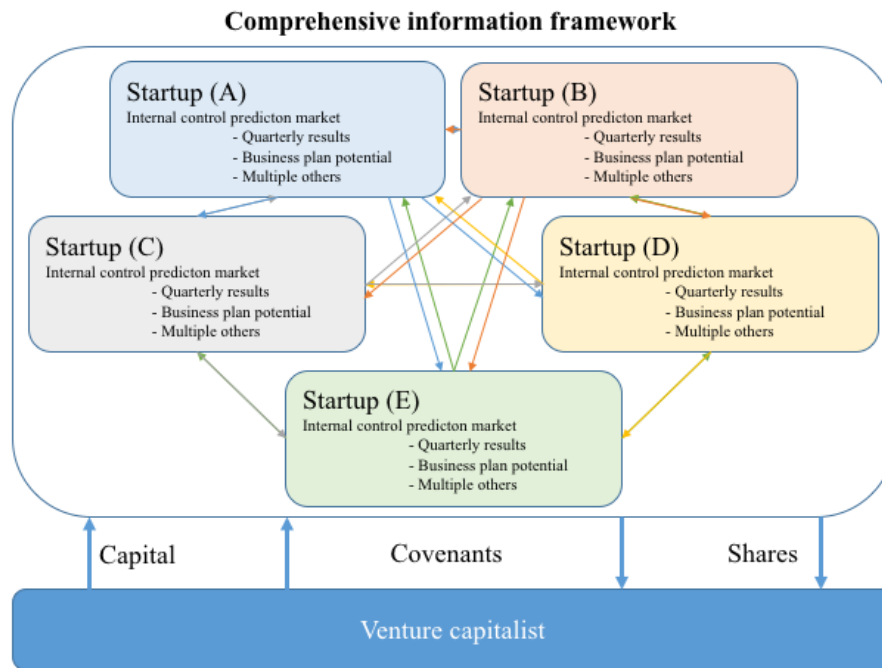 Comprehensive information framework
Startup (A)
Internal control predicton market
- Quarterly results
- Business plan potential
- Multiple others
Startup (B)
Internal control predicton market
- Quarterly results
- Business plan potential
- Multiple others
Startup (C)
Internal control predicton market
- Quarterly results
- Business plan potential
- Multiple others
Startup (D)
Internal control predicton market
- Quarterly results
- Business plan potential
- Multiple others
Startup (E)
Internal control predicton market
- Quarterly results
- Business plan potential
- Multiple others
Capital
Covenants
Shares
Venture capitalist